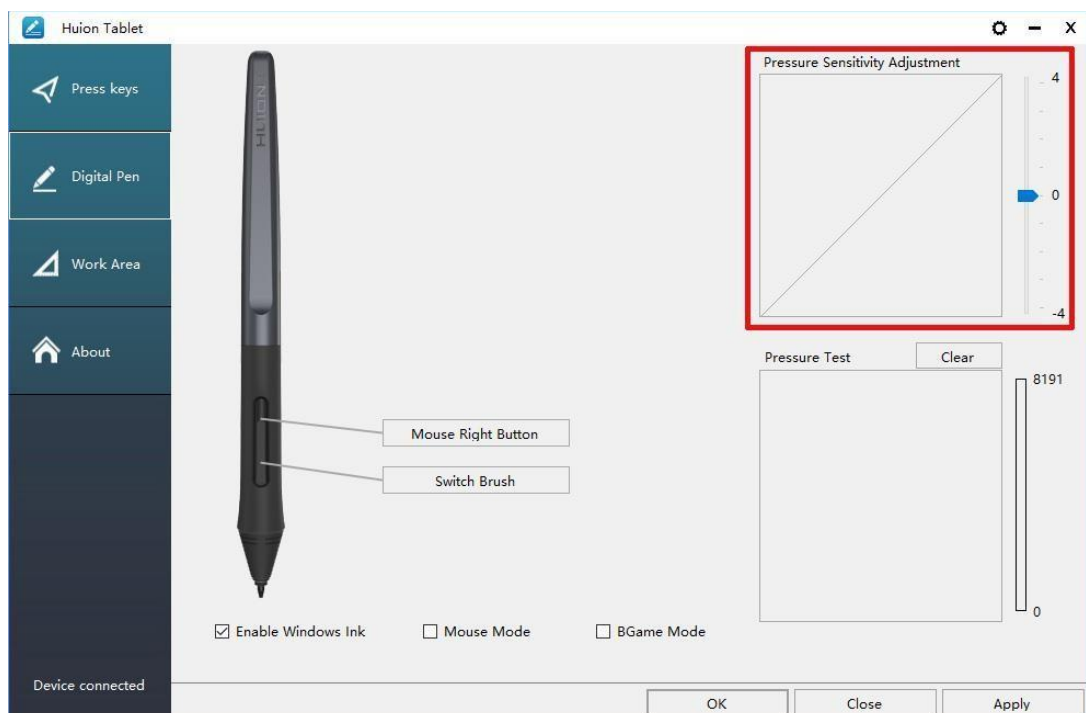 Huion Tablet
Press keys
Digital Pen
Work Area
About
Device connected
HUION
Mouse Right Button
Switch Brush
Enable Windows Ink
Mouse Mode
BGame Mode
Pressure Sensitivity Adjustment
4
0
-4
Pressure Test
Clear
8191
0
OK
Close
Apply